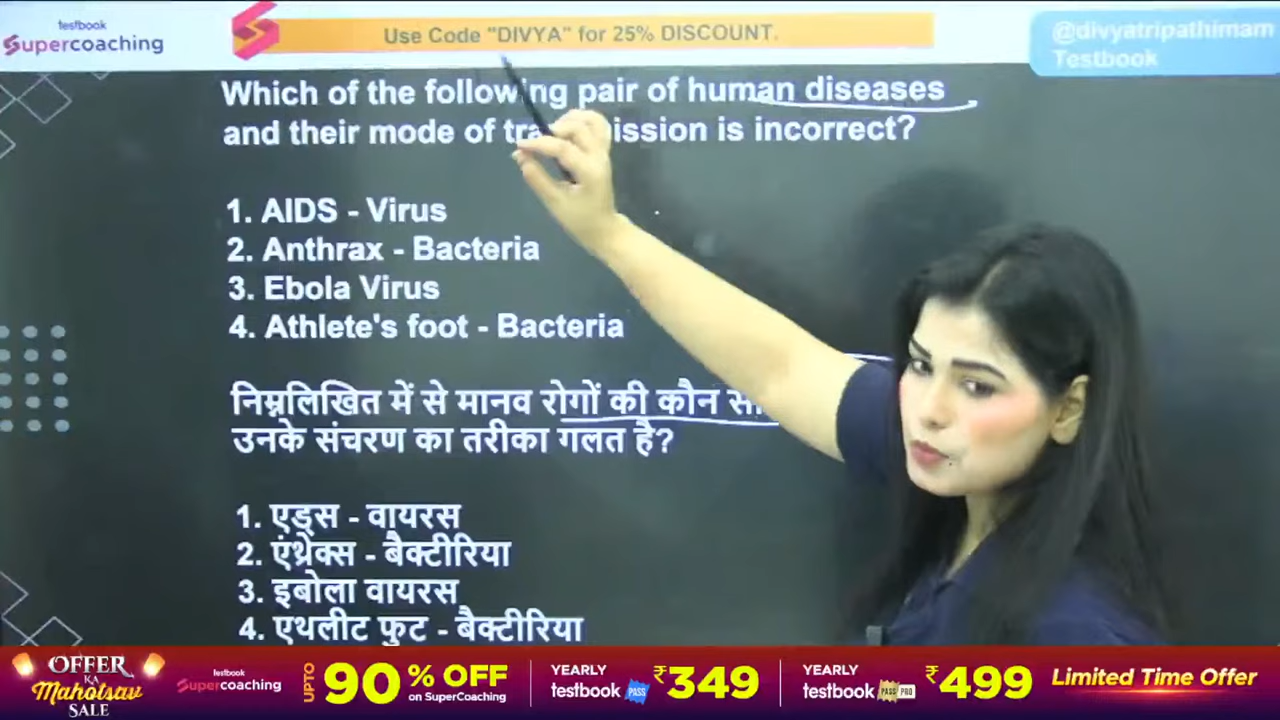 testbook
Supercoaching
Use Code "DIVYA" for 25% DISCOUNT.
@divyatripathimam
Testbook
Which of the following pair of human diseases
and their mode of is incorrect?
1. AIDS - Virus
2. Anthrax - Bacteria
3. Ebola Virus
4. Athlete's foot - Bacteria
निम्नलिखित में से मानव रोगों की कौन
उनके संचरण का तरीका गलत है?
1. एड्स - वायरस
2. एंथ्रेक्स - बैक्टीरिया
3. इबोला वायरस
4. एथलीट फुट - बैक्टीरिया
OFFER
KA
Mahotsav
SALE
testbook
Supercoaching
UPTO 90% OFF
on SuperCoaching
YEARLY
testbook PASS
₹349
YEARLY
testbook PASS PRO
₹499
Limited Time Offer